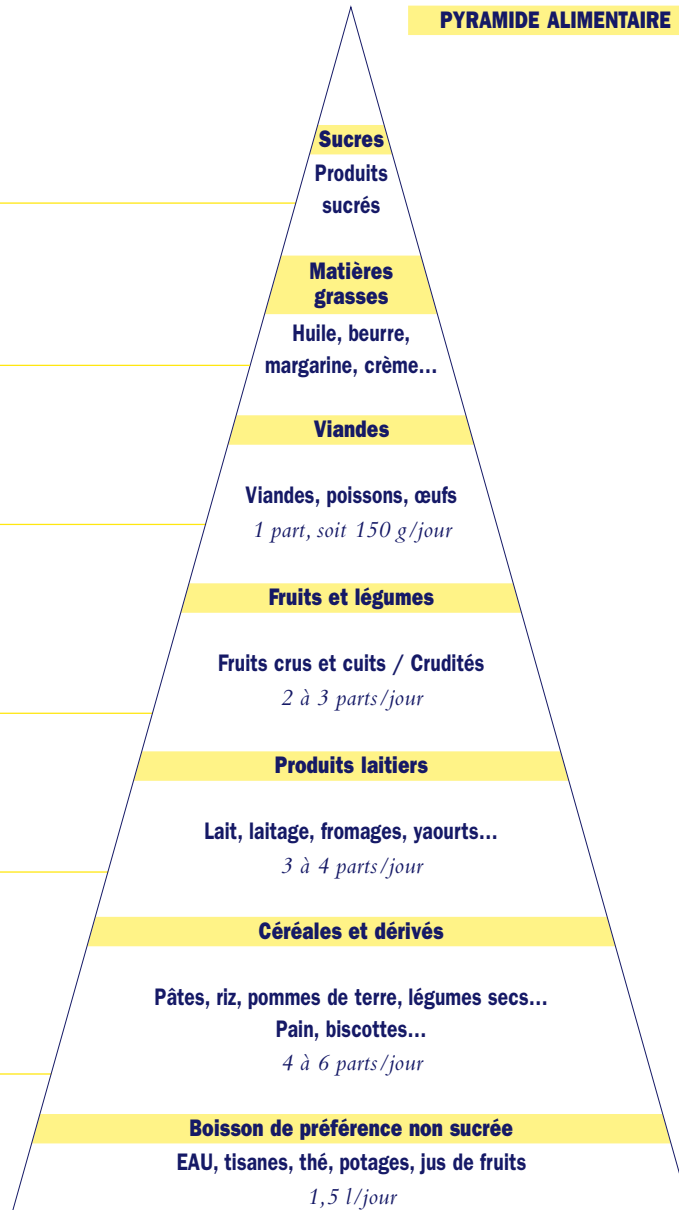 PYRAMIDE ALIMENTAIRE
Sucres
Produits
sucrés
Matières
grasses
Huile, beurre,
margarine, crème...
Viandes
Viandes, poissons, œufs
1 part, soit 150 g/jour
Fruits et légumes
Fruits crus et cuits / Crudités
2 à 3 parts/jour
Produits laitiers
Lait, laitage, fromages, yaourts...
3 à 4 parts/jour
Céréales et dérivés
Pâtes, riz, pommes de terre, légumes secs...
Pain, biscottes...
4 à 6 parts/jour
Boisson de préférence non sucrée
EAU, tisanes, thé, potages, jus de fruits
1,5 l/jour